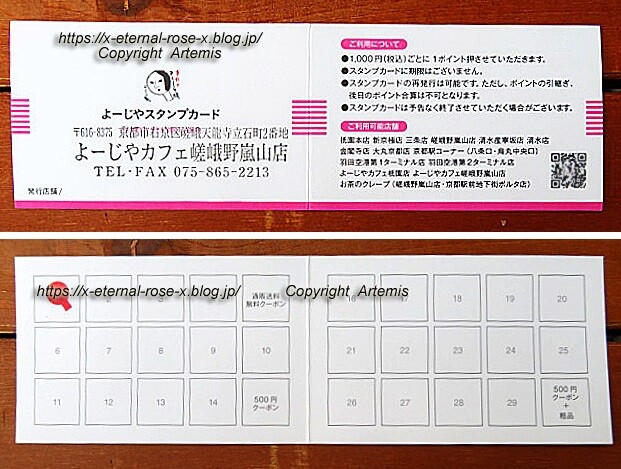 https://x-eternal-rose-x.blog.jp/
Copyright Artemis
よーじやスタンプカード
〒616-8375 京都市右京区嵯峨天龍寺立石町2番地
よーじやカフェ嵯峨野嵐山店
TEL・FAX 075-865-2213
発行店舗/
ご利用について
●1,000円(税込)ごとに1ポイント押させていただきます。
●スタンプカードに期限はございません。
●スタンプカードの再発行は可能です。ただし、ポイントの引継ぎ、
後日のポイント合算は不可となります。
●スタンプカードは予告なく終了させていただく場合がございます。
ご利用可能店舗
祇園本店 新京極店 三条店 嵯峨野嵐山店 清水産寧坂店 清水店
金閣寺店 大丸京都店 京都駅コーナー(八条口・烏丸中央口)
羽田空港第1ターミナル店 羽田空港第2ターミナル店
よーじやカフェ祇園店 よーじやカフェ嵯峨野嵐山店
お茶のクレープ(嵯峨野嵐山店・京都駅前地下街ポルタ店)
https://x-eternal-rose-x.blog.jp/ Copyright Artemis
通販送料
無料クーポン
16 17 18 19 20
6 7 8 9 10
21 22 23 24 25
11 12 13 14
500円
クーポン
26 27 28 29
500円
クーポン
+
粗品